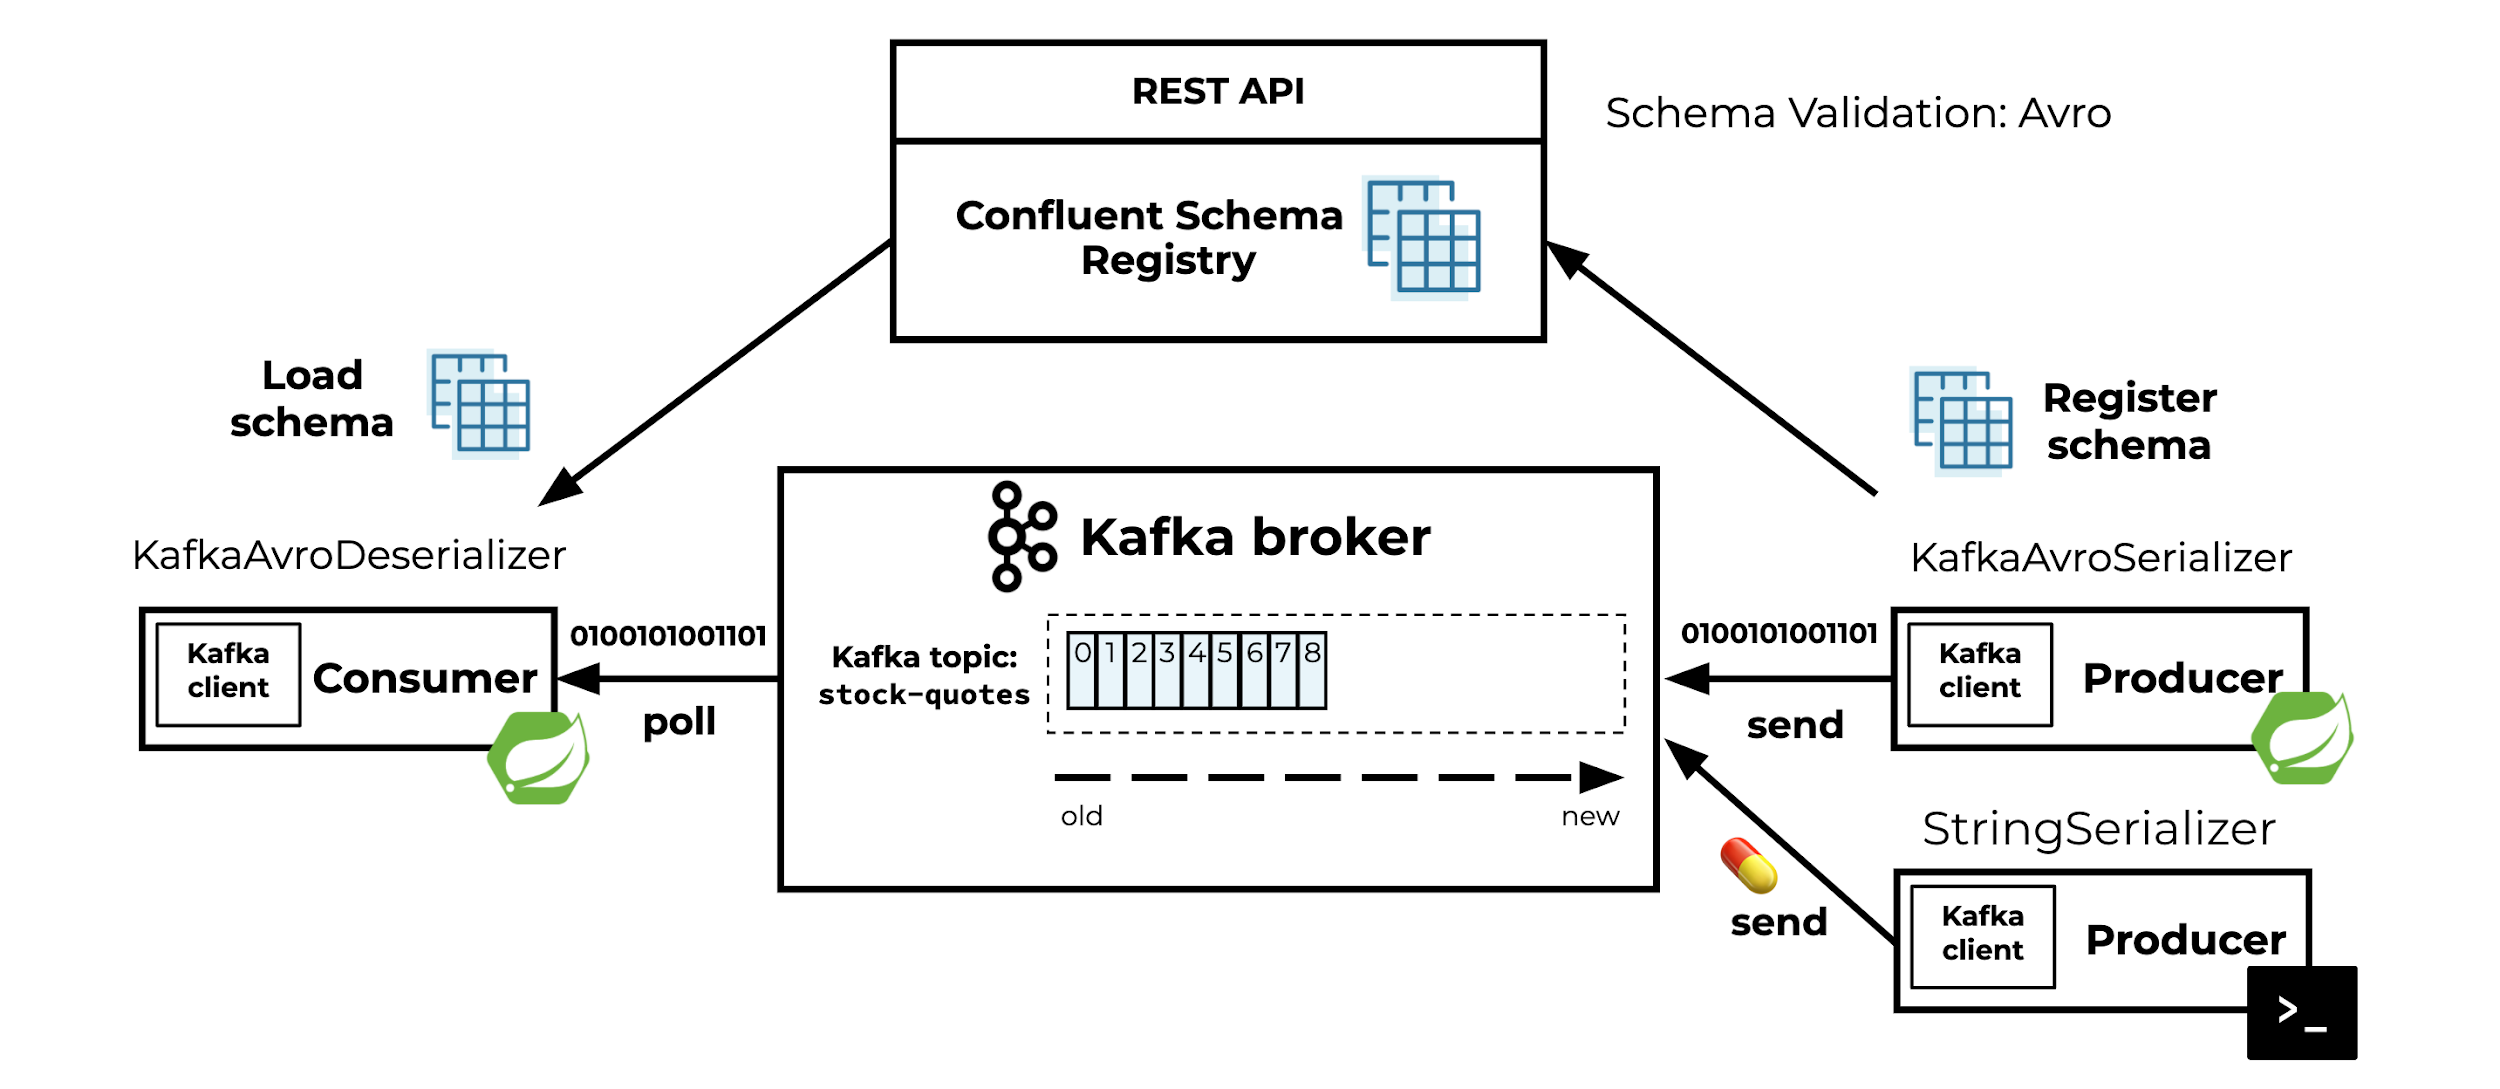 REST API
Schema Validation: Avro
Confluent Schema
Registry
Load
schema
Register
schema
Kafka broker
KafkaAvroDeserializer
KafkaAvroSerializer
Kafka
client
Consumer
0100101001101
poll
Kafka topic:
stock-quotes
0 1 2 3 4 5 6 7 8
old
new
0100101001101
send
Kafka
client
Producer
StringSerializer
send
Kafka
client
Producer
>_